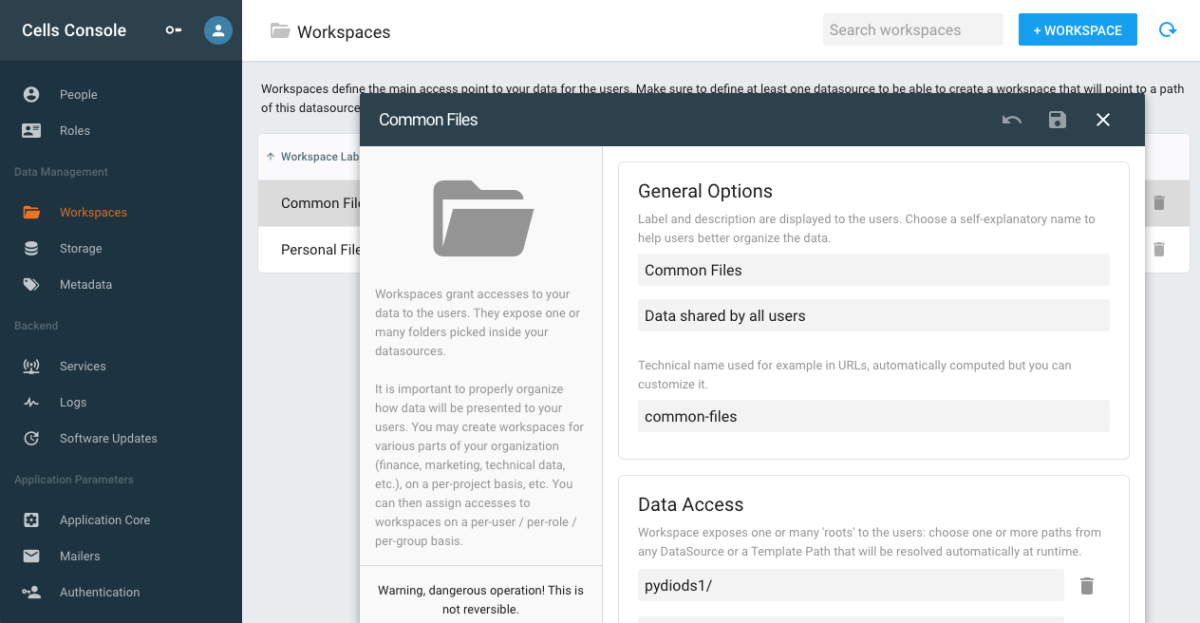 Cells Console
People
Roles
Data Management
Workspaces
Storage
Metadata
Backend
Services
Logs
Software Updates
Application Parameters
Application Core
Mailers
Authentication
Workspaces
Search workspaces
+ WORKSPACE
Workspaces define the main access point to your data for the users. Make sure to define at least one datasource to be able to create a workspace that will point to a path
of this datasource
Workspace Lab
Common File
Personal File
Common Files
Workspaces grant accesses to your
data to the users. They expose one or
many folders picked inside your
datasources.
It is important to properly organize
how data will be presented to your
users. You may create workspaces for
various parts of your organization
(finance, marketing, technical data,
etc.), on a per-project basis, etc. You
can then assign accesses to
workspaces on a per-user / per-role /
per-group basis.
Warning, dangerous operation! This is
not reversible.
General Options
Label and description are displayed to the users. Choose a self-explanatory name to
help users better organize the data.
Common Files
Data shared by all users
Technical name used for example in URLs, automatically computed but you can
customize it.
common-files
Data Access
Workspace exposes one or many 'roots' to the users: choose one or more paths from
any DataSource or a Template Path that will be resolved automatically at runtime.
pydiods1/